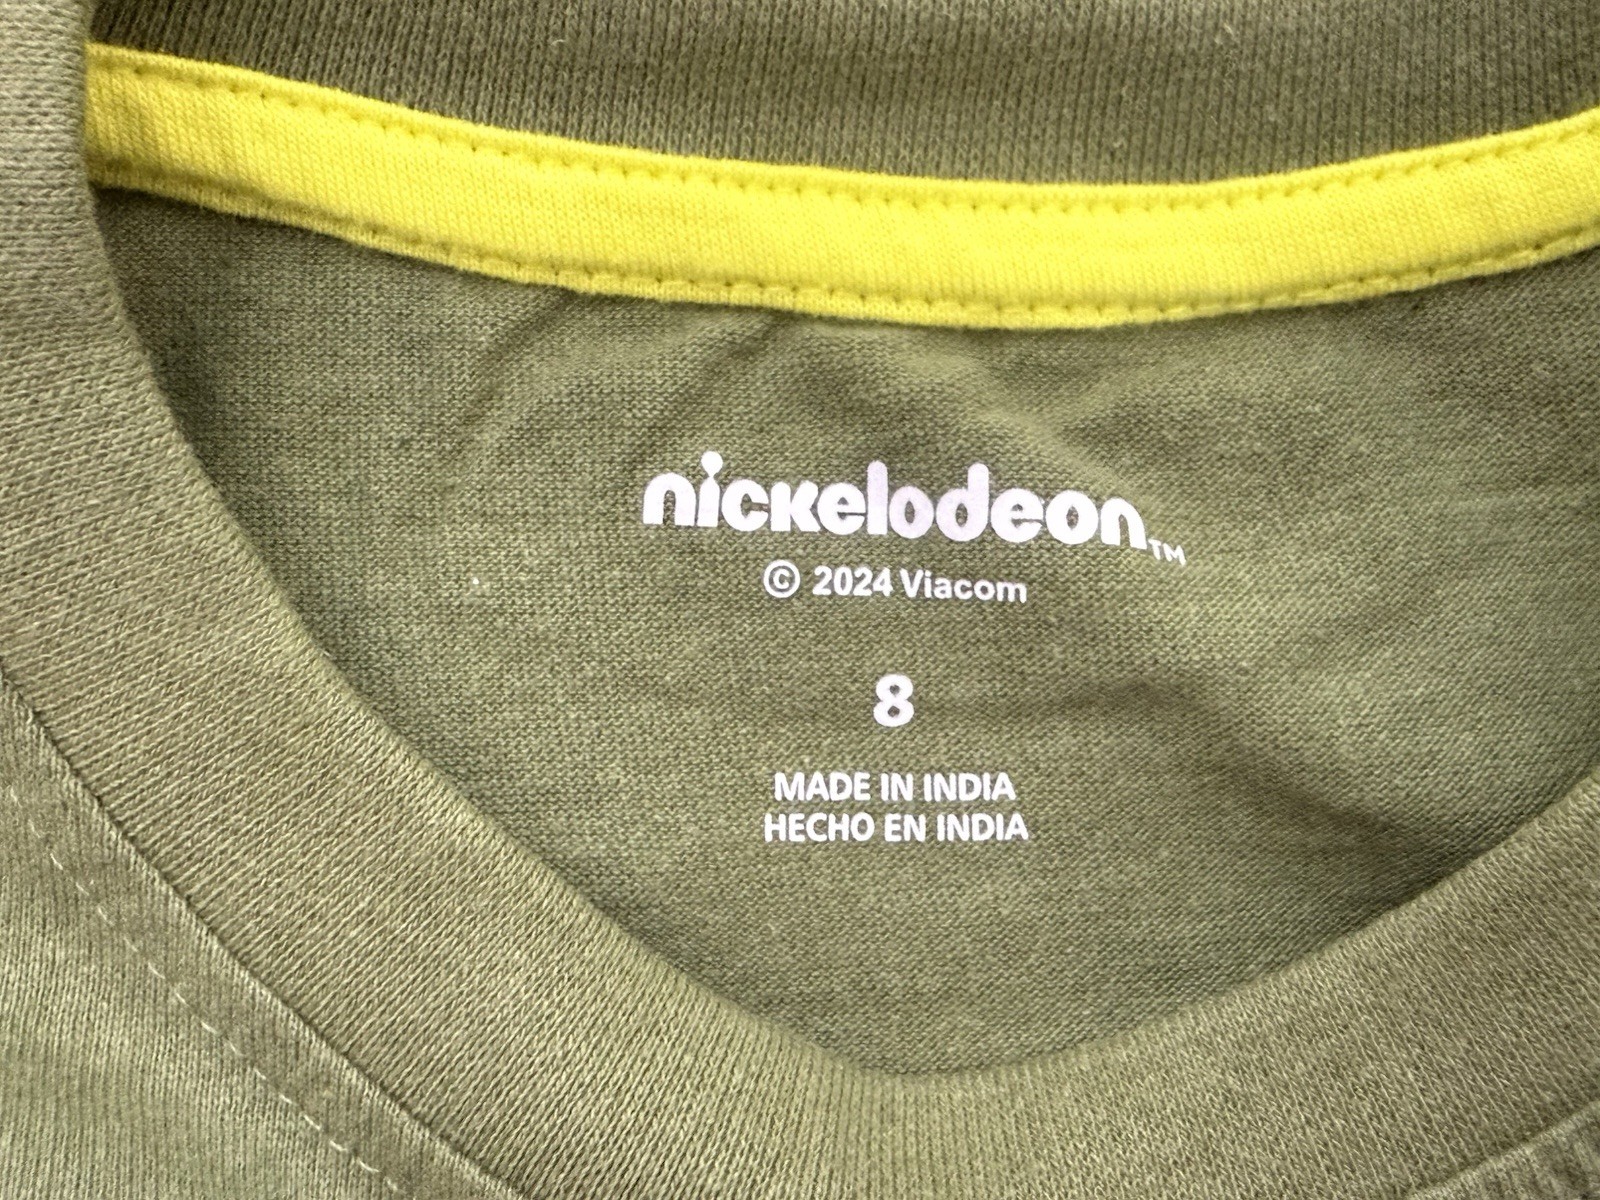 nickelodeon™
© 2024 Viacom
8
MADE IN INDIA
HECHO EN INDIA